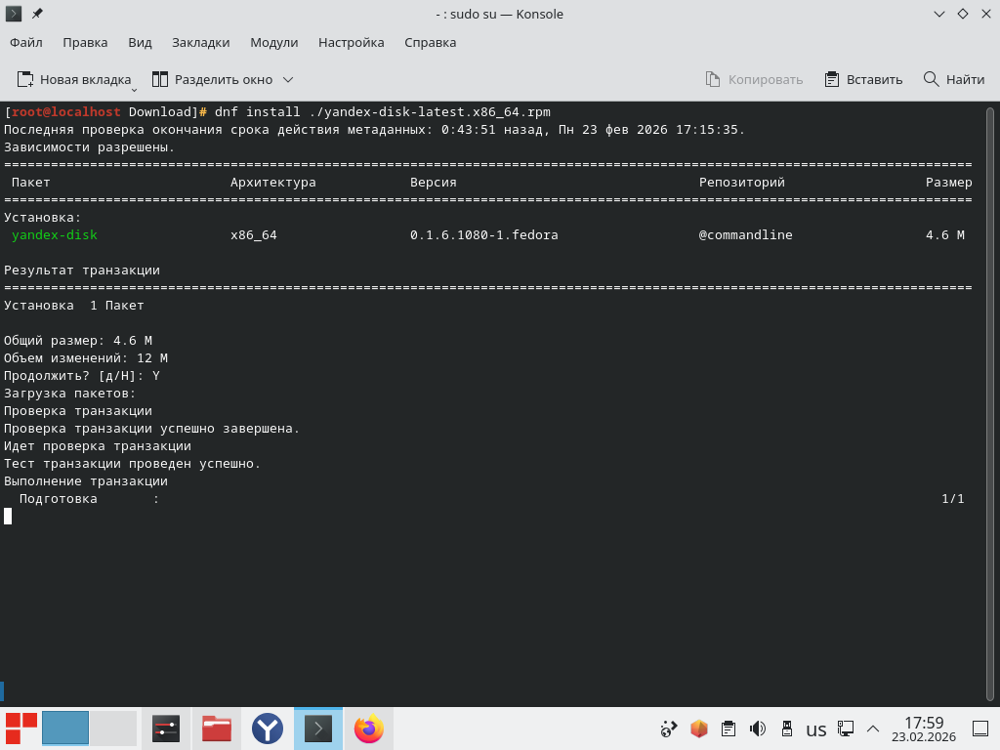 - : sudo su — Konsole
Файл Правка Вид Закладки Модули Настройка Справка
Новая вкладка Разделить окно Копировать Вставить Найти
[root@localhost Download]# dnf install ./yandex-disk-latest.x86_64.rpm
Последняя проверка окончания срока действия метаданных: 0:43:51 назад, Пн 23 фев 2026 17:15:35.
Зависимости разрешены.
Пакет Архитектура Версия Репозиторий Размер
Установка:
yandex-disk x86_64 0.1.6.1080-1.fedora @commandline 4.6 M
Результат транзакции
Установка 1 Пакет
Общий размер: 4.6 M
Объем изменений: 12 M
Продолжить? [д/Н]: Y
Загрузка пакетов:
Проверка транзакции
Проверка транзакции успешно завершена.
Идет проверка транзакции
Тест транзакции проведен успешно.
Выполнение транзакции
Подготовка : 1/1
us 17:59
23.02.2026